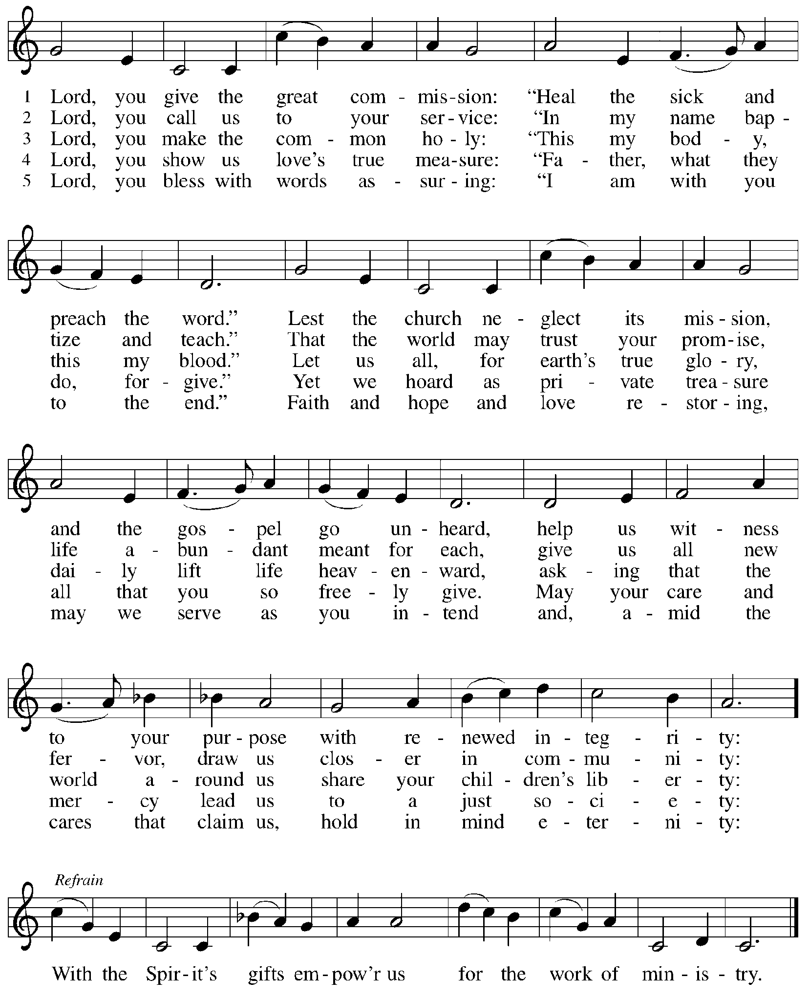 1 Lord, you give the great com - mis - sion: “Heal the sick and
2 Lord, you call us to your ser - vice: “In my name bap -
3 Lord, you make the com - mon ho - ly: “This my bod - y,
4 Lord, you show us love’s true mea - sure: “Fa - ther, what they
5 Lord, you bless with words as - sur - ing: “I am with you
preach the word.” Lest the church ne - glect its mis - sion,
tize and teach.” That the world may trust your prom - ise,
this my blood.” Let us all, for earth’s true glo - ry,
do, for - give.” Yet we hoard as pri - vate trea - sure
to the end.” Faith and hope and love re - stor - ing,
and the gos - pel go un - heard, help us wit - ness
life a - bun - dant meant for each, give us all new
dai - ly lift life heav - en - ward, ask - ing that the
all that you so free - ly give. May your care and
may we serve as you in - tend and, a - mid the
to your pur - pose with re - newed in - teg - ri - ty:
fer - vor, draw us clos - er in com - mu - ni - ty:
world a - round us share your chil - dren’s lib - er - ty:
mer - cy lead us to a just so - ci - e - ty:
cares that claim us, hold in mind e - ter - ni - ty:
Refrain
With the Spir - it’s gifts em - pow’r us for the work of min - is - try.